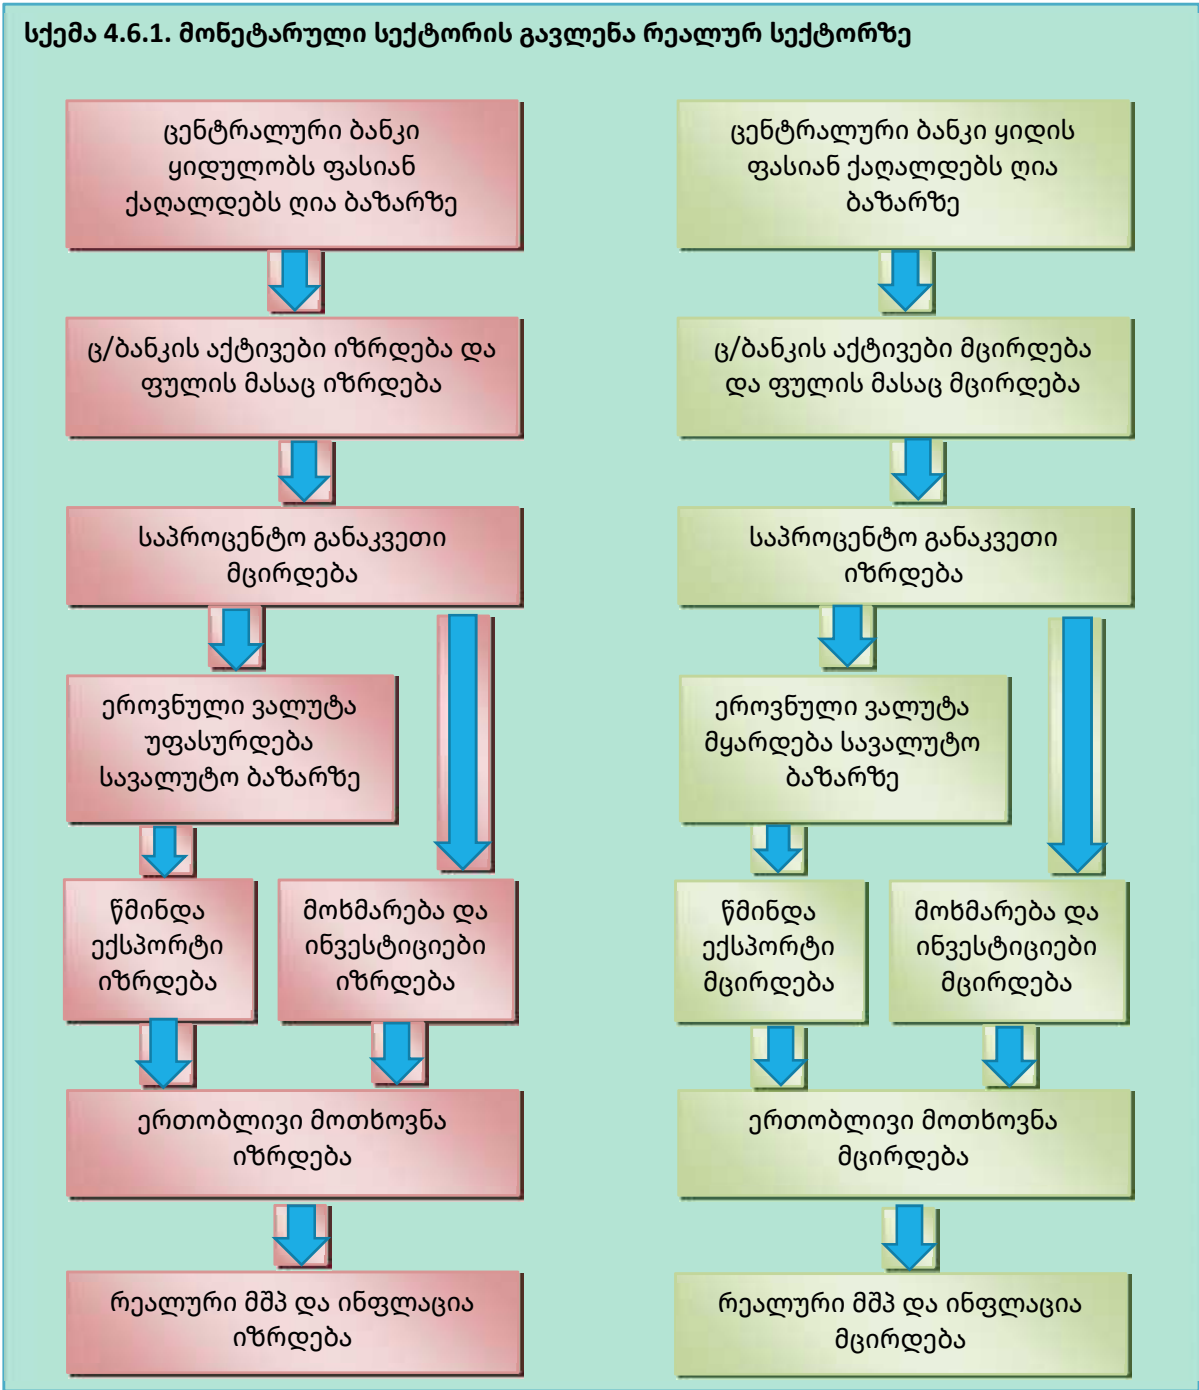 სქემა 4.6.1. მონეტარული სექტორის გავლენა რეალურ სექტორზე
ცენტრალური ბანკი
ყიდულობს ფასიან
ქაღალდებს ღია ბაზარზე
ც/ბანკის აქტივები იზრდება და
ფულის მასაც იზრდება
საპროცენტო განაკვეთი
მცირდება
ეროვნული ვალუტა
უფასურდება
სავალუტო ბაზარზე
წმინდა
ექსპორტი
იზრდება
მოხმარება და
ინვესტიციები
იზრდება
ერთობლივი მოთხოვნა
იზრდება
რეალური მშპ და ინფლაცია
იზრდება
ცენტრალური ბანკი ყიდის
ფასიან ქაღალდებს ღია
ბაზარზე
ც/ბანკის აქტივები მცირდება
და ფულის მასაც მცირდება
საპროცენტო განაკვეთი
იზრდება
ეროვნული ვალუტა
მყარდება სავალუტო
ბაზარზე
წმინდა
ექსპორტი
მცირდება
მოხმარება და
ინვესტიციები
მცირდება
ერთობლივი მოთხოვნა
მცირდება
რეალური მშპ და ინფლაცია
მცირდება